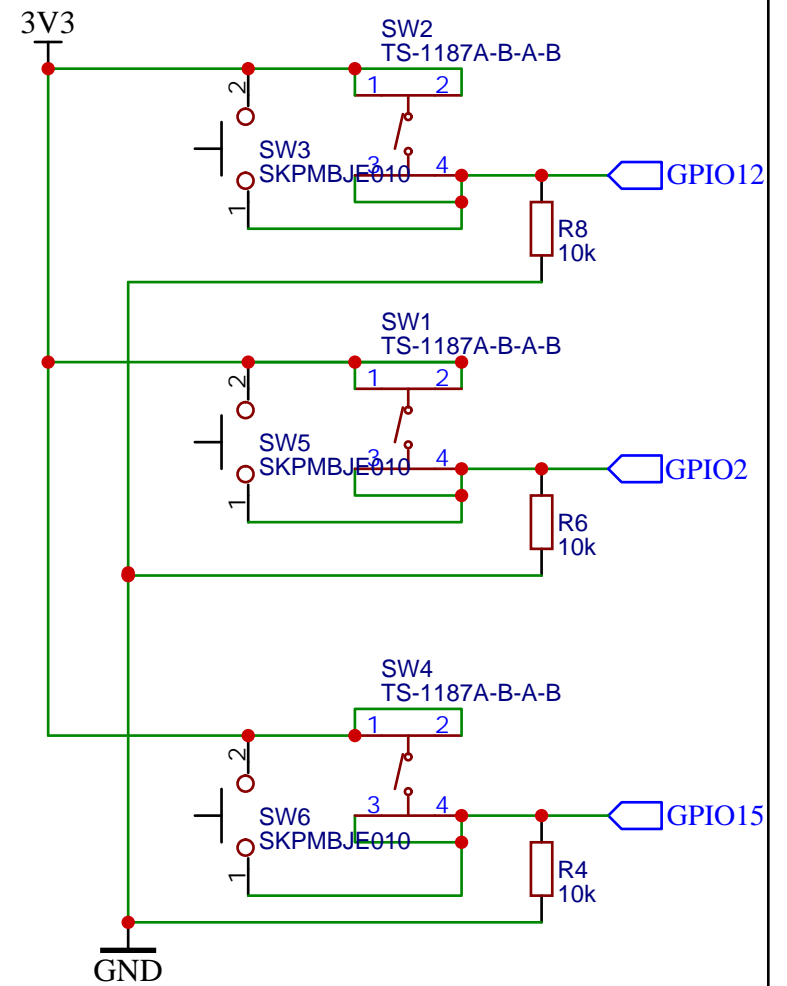 3V3
SW2
TS-1187A-B-A-B
1 2
2
SW3
SKPMBJE010
3 4
1
GPIO12
R8
10k
SW1
TS-1187A-B-A-B
1 2
2
SW5
SKPMBJE010
3 4
1
GPIO2
R6
10k
SW4
TS-1187A-B-A-B
1 2
2
3 4
SW6
SKPMBJE010
1
GPIO15
R4
10k
GND